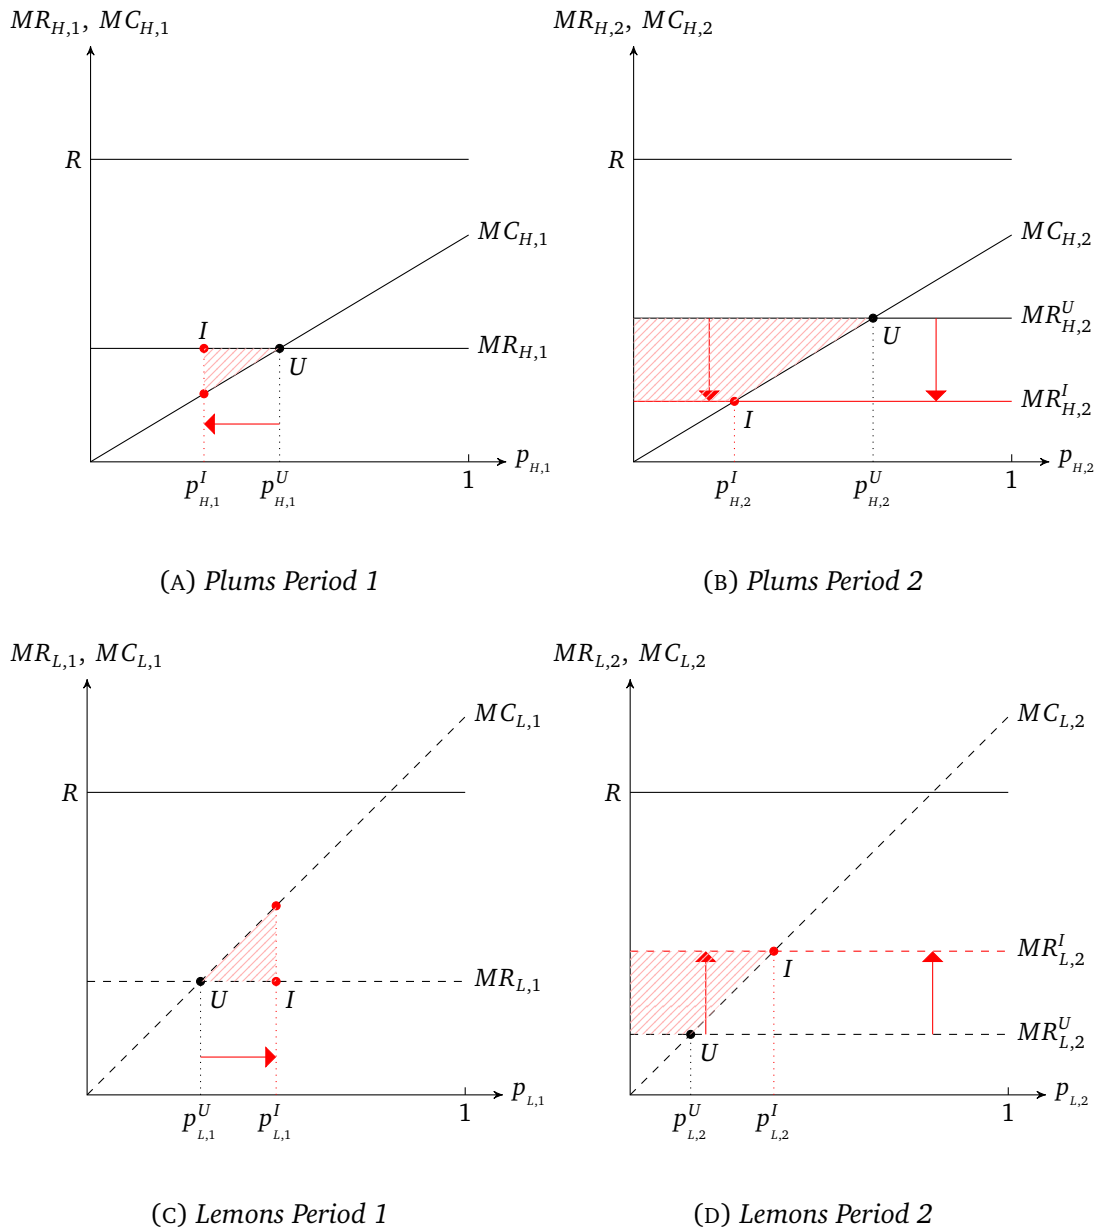 MR_{H,1}, MC_{H,1} MR_{H,2}, MC_{H,2}
R R
MC_{H,1} MC_{H,2}
MR^U_{H,2}
I U
MR_{H,1}
U
MR^I_{H,2}
I
p_{H,1} p_{H,2}
p^I_{H,1} p^U_{H,1} 1 p^I_{H,2} p^U_{H,2} 1
(A) Plums Period 1 (B) Plums Period 2
MR_{L,1}, MC_{L,1} MR_{L,2}, MC_{L,2}
MC_{L,1} MC_{L,2}
R R
MR^I_{L,2}
I
MR_{L,1}
U I
MR^U_{L,2}
U
p_{L,1} p_{L,2}
p^U_{L,1} p^I_{L,1} 1 p^U_{L,2} p^I_{L,2} 1
(C) Lemons Period 1 (D) Lemons Period 2